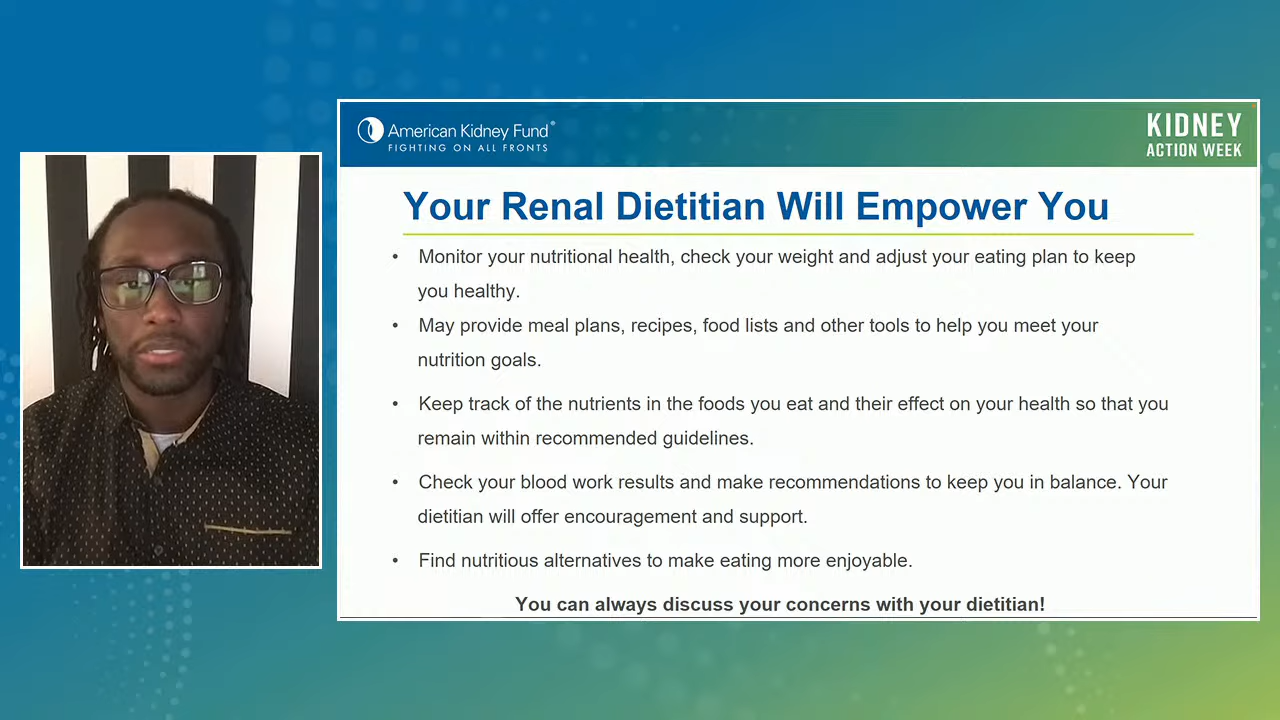 American Kidney Fund®
FIGHTING ON ALL FRONTS
KIDNEY
ACTION WEEK
Your Renal Dietitian Will Empower You
• Monitor your nutritional health, check your weight and adjust your eating plan to keep
you healthy.
• May provide meal plans, recipes, food lists and other tools to help you meet your
nutrition goals.
• Keep track of the nutrients in the foods you eat and their effect on your health so that you
remain within recommended guidelines.
• Check your blood work results and make recommendations to keep you in balance. Your
dietitian will offer encouragement and support.
• Find nutritious alternatives to make eating more enjoyable.
You can always discuss your concerns with your dietitian!